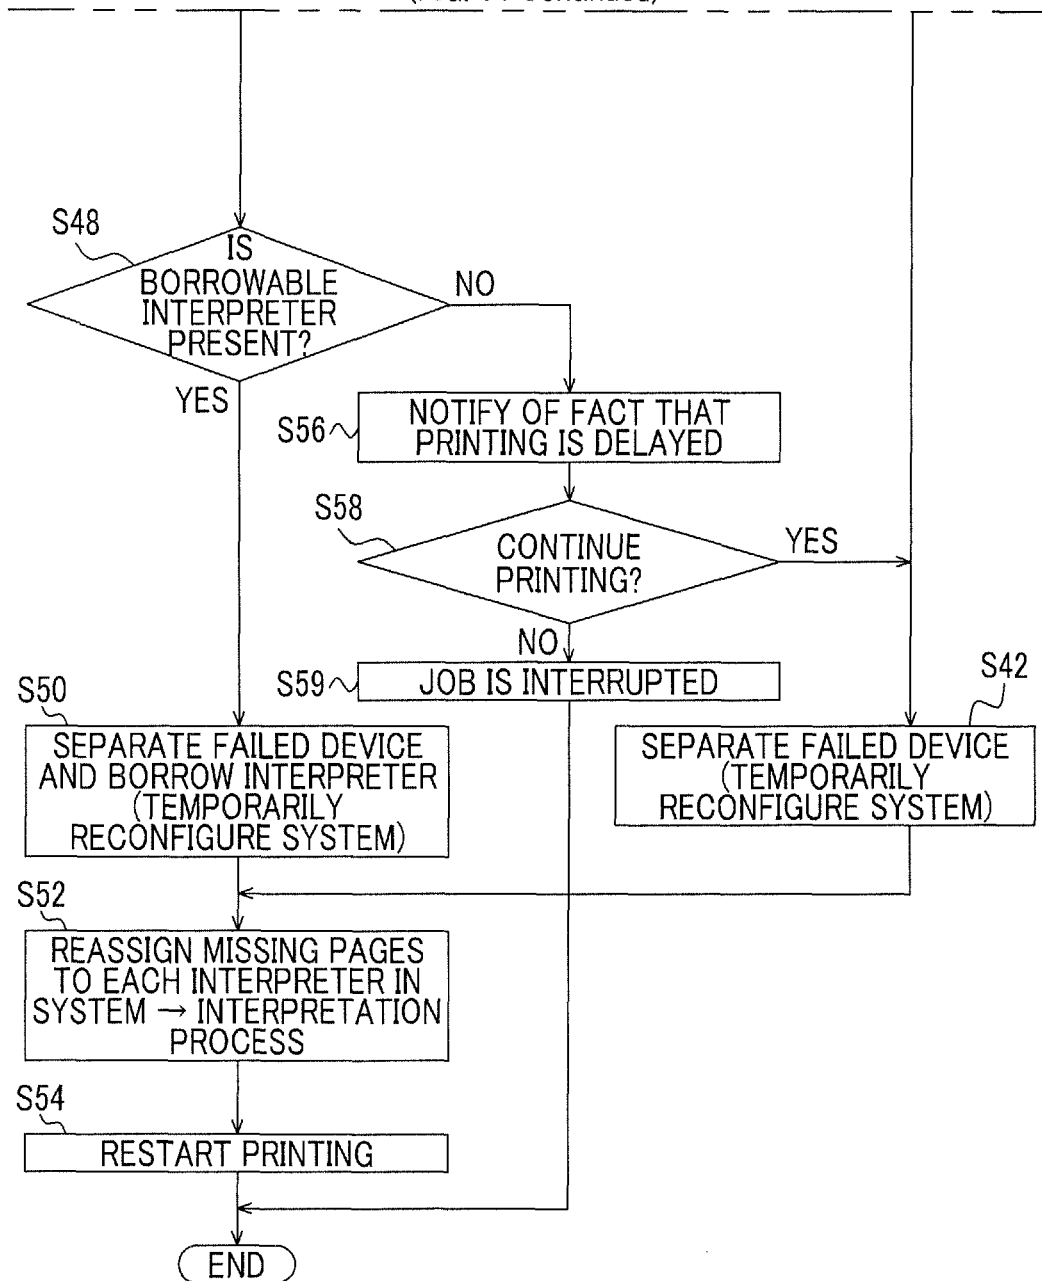 S48
IS
BORROWABLE
INTERPRETER
PRESENT?
NO
YES
S56
NOTIFY OF FACT THAT
PRINTING IS DELAYED
S58
CONTINUE
PRINTING?
YES
NO
S59
JOB IS INTERRUPTED
S50
SEPARATE FAILED DEVICE
AND BORROW INTERPRETER
(TEMPORARILY
RECONFIGURE SYSTEM)
S42
SEPARATE FAILED DEVICE
(TEMPORARILY
RECONFIGURE SYSTEM)
S52
REASSIGN MISSING PAGES
TO EACH INTERPRETER IN
SYSTEM → INTERPRETATION
PROCESS
S54
RESTART PRINTING
END